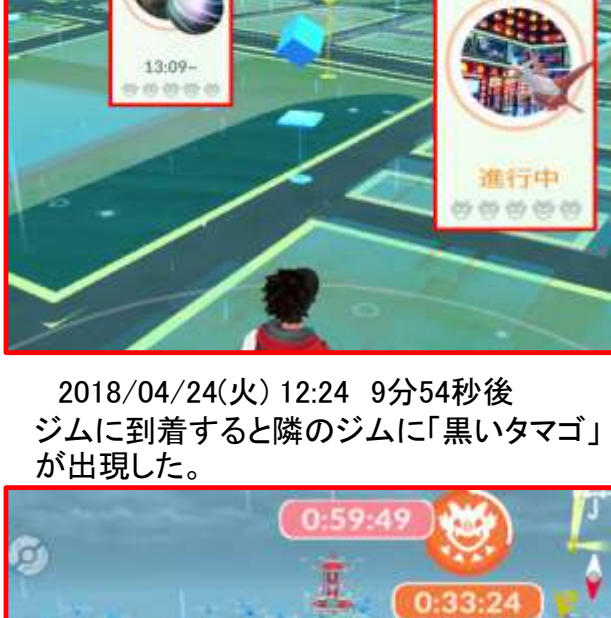 13:09~
進行中
2018/04/24(火) 12:24 9分54秒後
ジムに到着すると隣のジムに「黒いタマゴ」
が出現した。
0:59:49
0:33:24